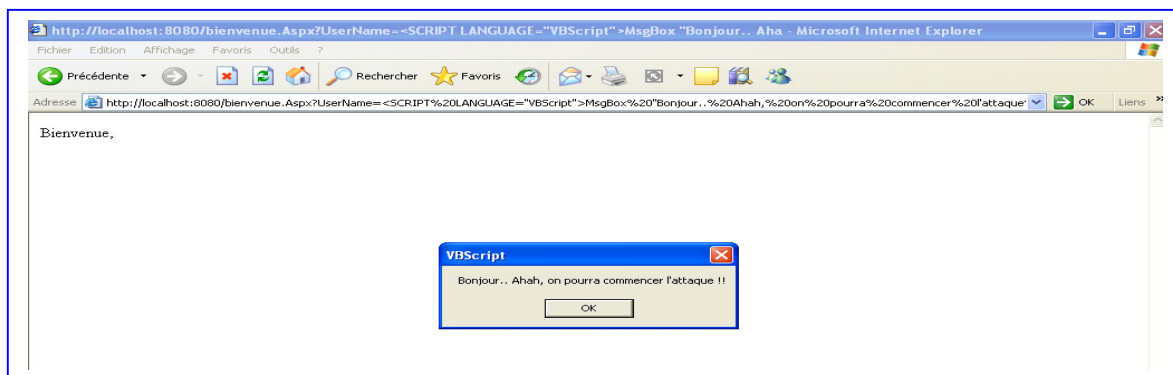 http://localhost:8080/bienvenue.Aspx?UserName=<SCRIPT LANGUAGE="VBScript">MsgBox "Bonjour.. Aha - Microsoft Internet Explorer
Fichier Edition Affichage Favoris Outils ?
Précédente Rechercher Favoris
Adresse http://localhost:8080/bienvenue.Aspx?UserName=<SCRIPT%20LANGUAGE="VBScript">MsgBox%20"Bonjour..%20Ahah,%20on%20pourra%20commencer%20l'attaque' OK Liens »
Bienvenue,
VBScript
Bonjour.. Ahah, on pourra commencer l'attaque !!
OK